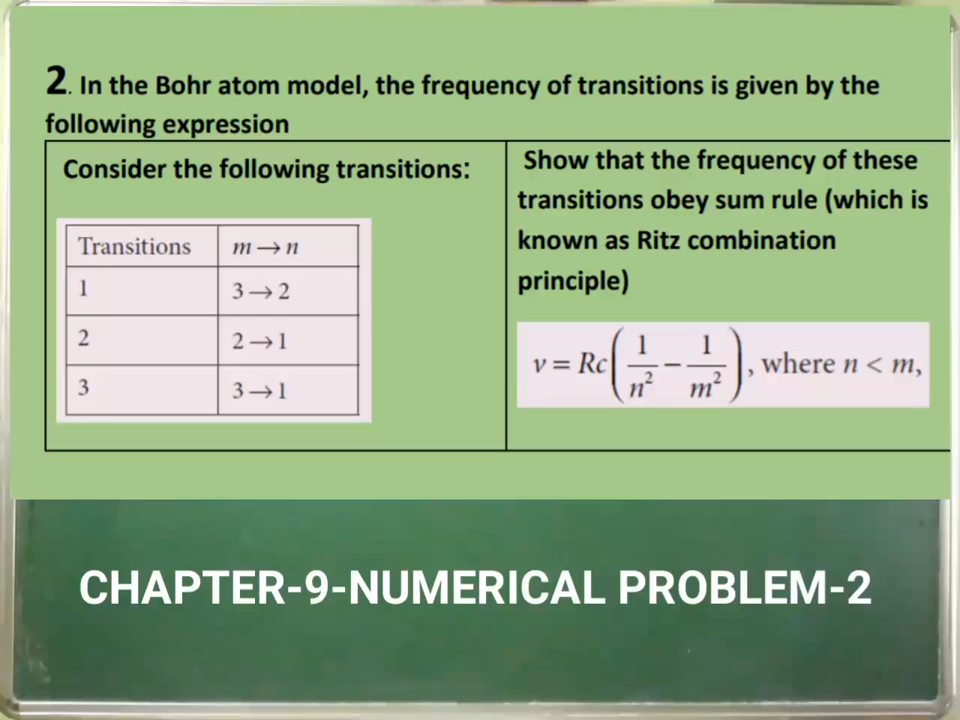 2. In the Bohr atom model, the frequency of transitions is given by the
following expression
Consider the following transitions:
Transitions m → n
1 3 → 2
2 2 → 1
3 3 → 1
Show that the frequency of these
transitions obey sum rule (which is
known as Ritz combination
principle)
ν = Rc(1/n² − 1/m²), where n < m,
CHAPTER-9-NUMERICAL PROBLEM-2